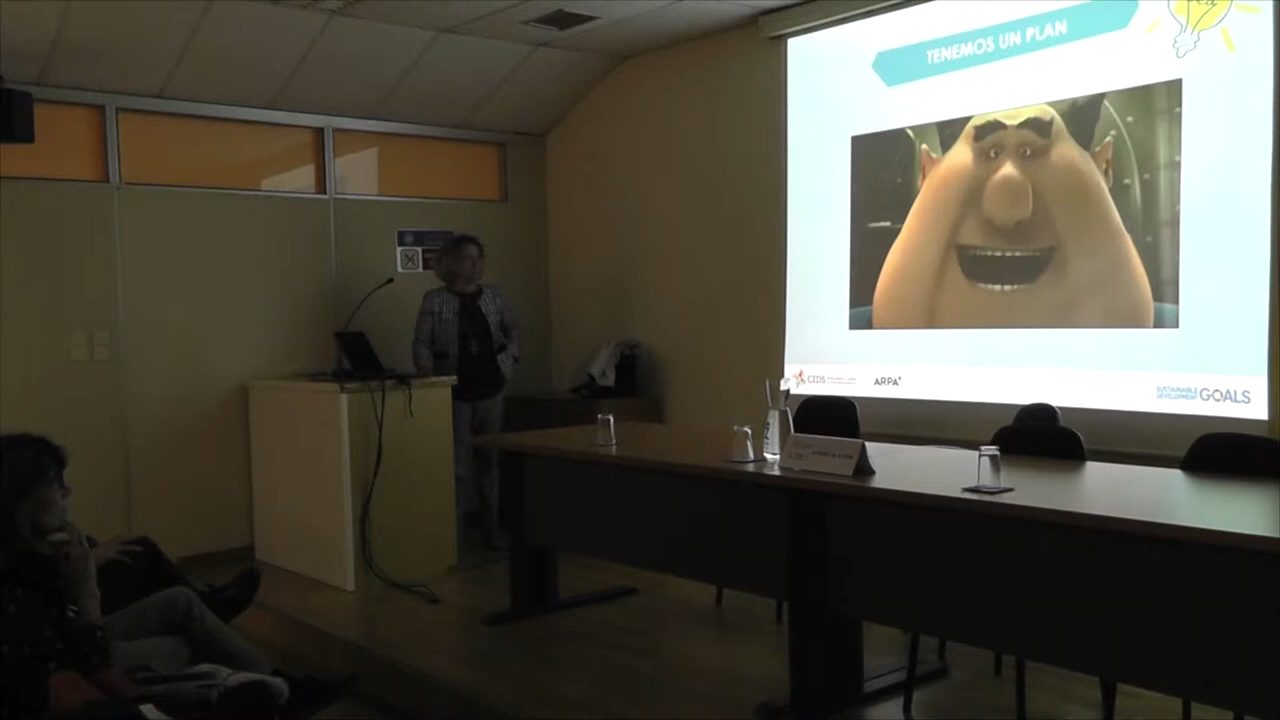 TENEMOS UN PLAN
CIDS
ARPA
SUSTAINABLE
DEVELOPMENT
GOALS